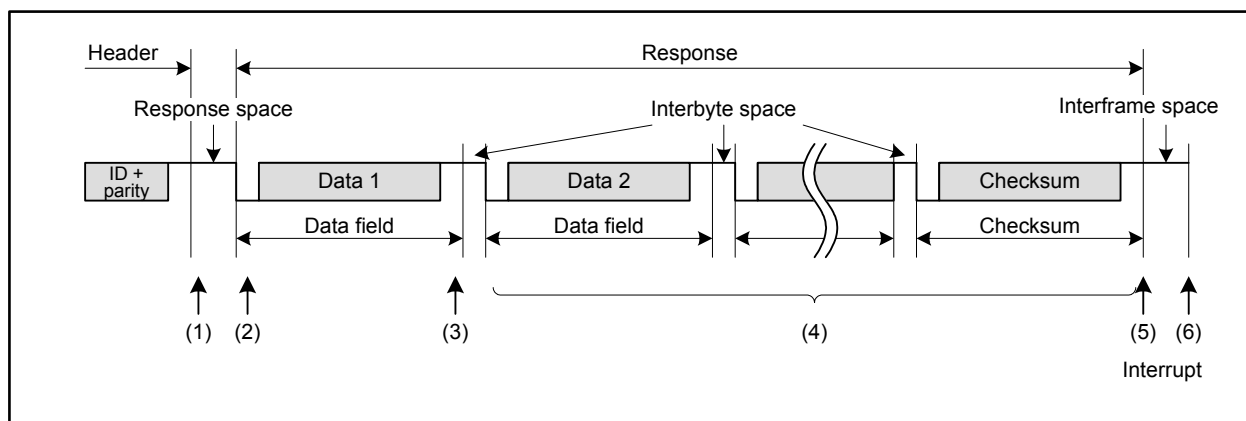 Header
Response
Response space
Interbyte space
Interframe space
ID +
parity
Data 1
Data 2
Checksum
Data field
Data field
Checksum
(1)
(2)
(3)
(4)
(5)
(6)
Interrupt